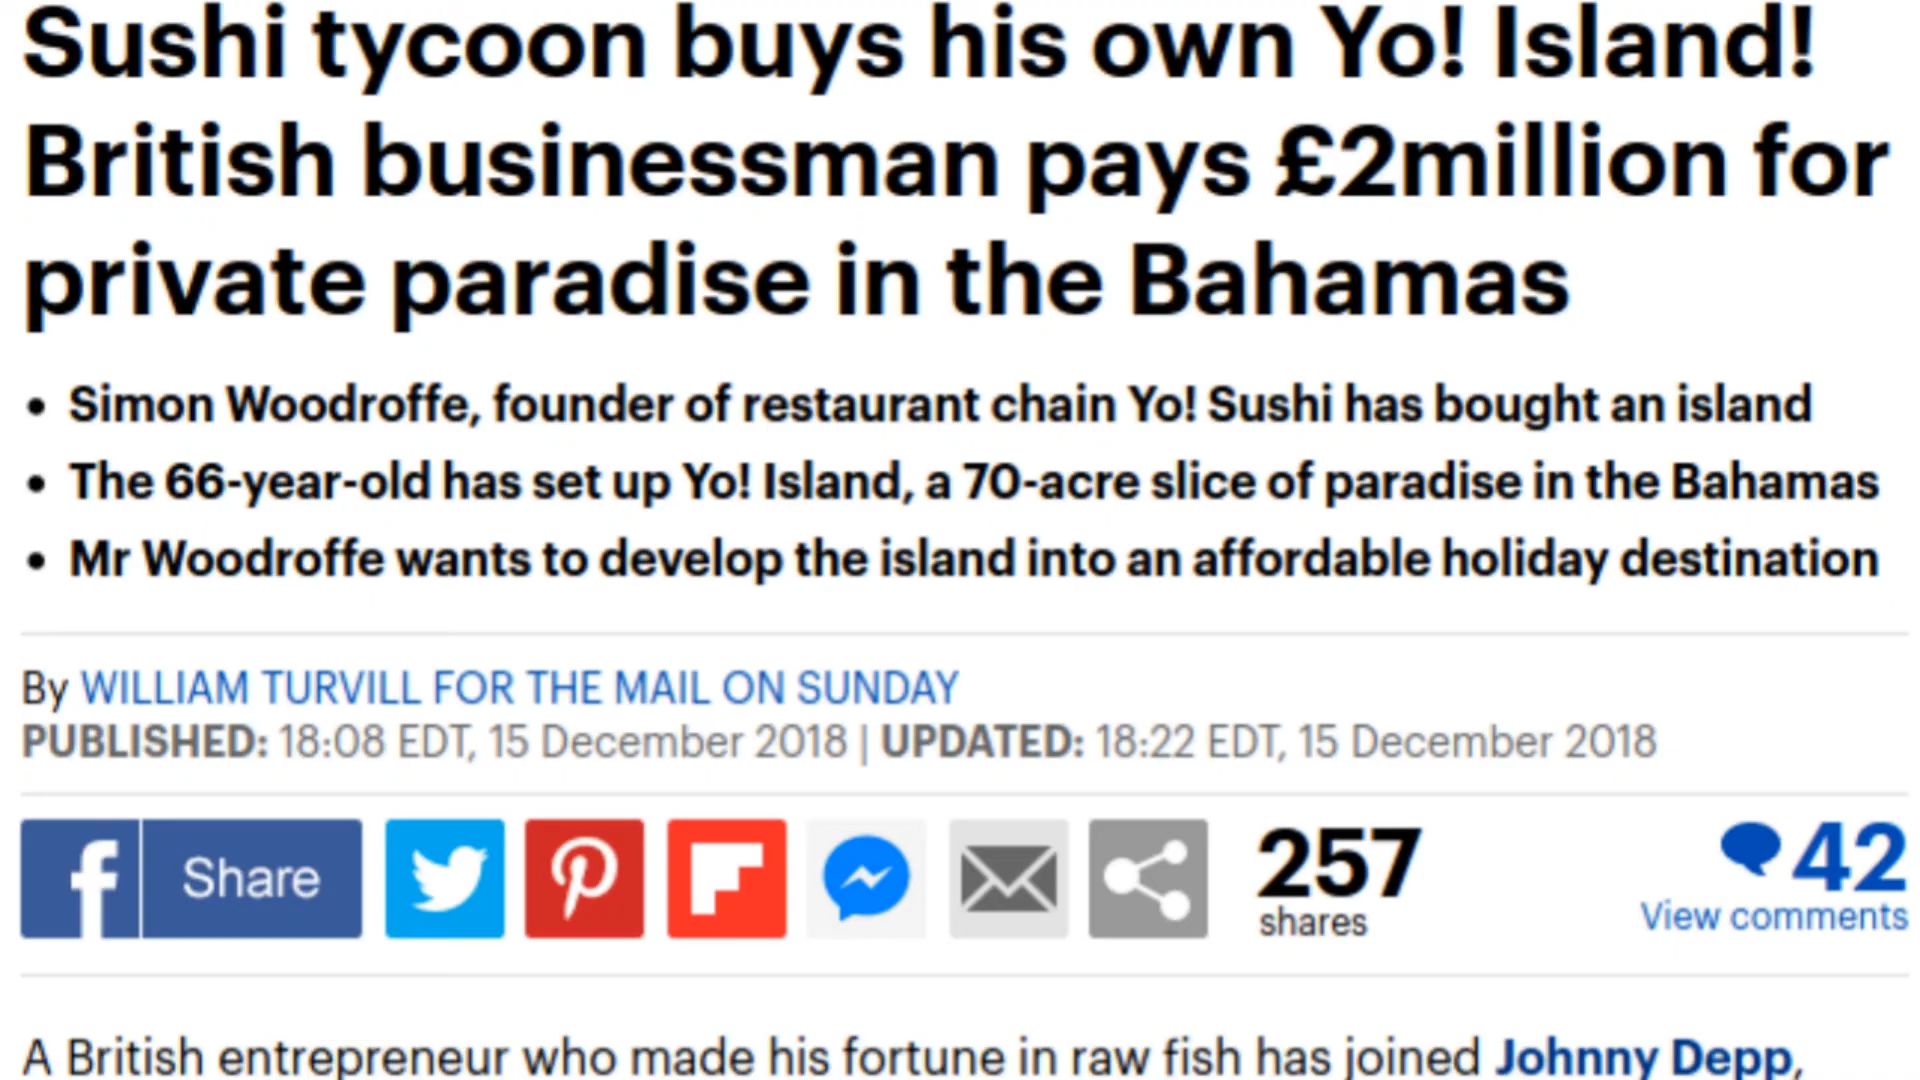 Sushi tycoon buys his own Yo! Island!
British businessman pays £2million for
private paradise in the Bahamas
• Simon Woodroffe, founder of restaurant chain Yo! Sushi has bought an island
• The 66-year-old has set up Yo! Island, a 70-acre slice of paradise in the Bahamas
• Mr Woodroffe wants to develop the island into an affordable holiday destination
By WILLIAM TURVILL FOR THE MAIL ON SUNDAY
PUBLISHED: 18:08 EDT, 15 December 2018 | UPDATED: 18:22 EDT, 15 December 2018
f Share
257
shares
42
View comments
A British entrepreneur who made his fortune in raw fish has joined Johnny Depp,